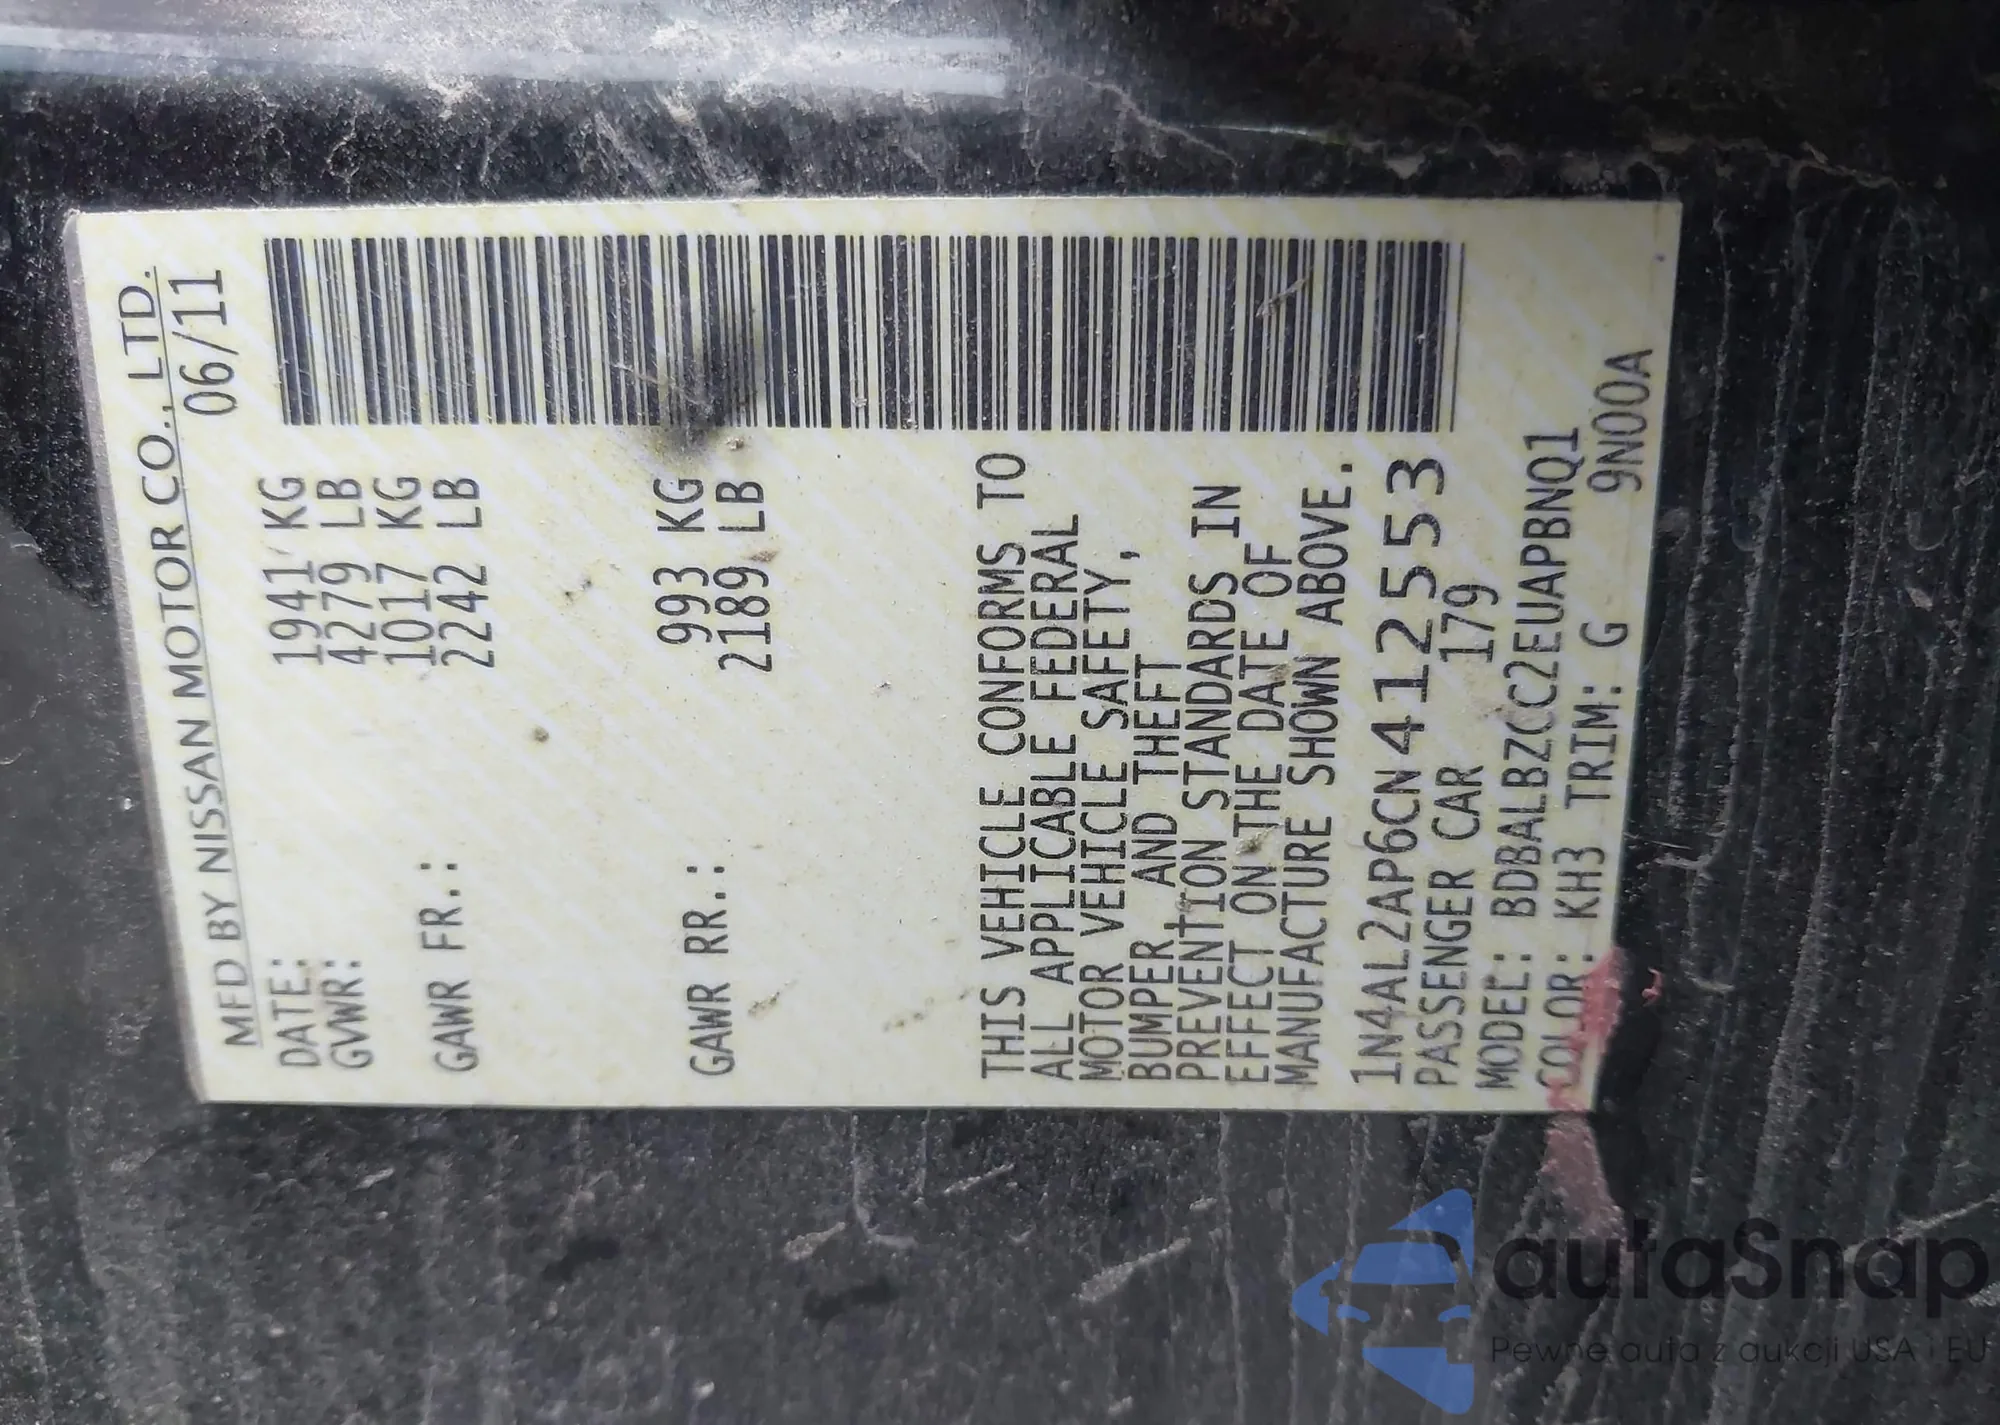 MFD BY NISSAN MOTOR CO., LTD.
DATE: 06/11
GVWR: 1941 KG
4279 LB
GAWR FR.: 1017 KG
2242 LB
GAWR RR.: 993 KG
2189 LB
THIS VEHICLE CONFORMS TO
ALL APPLICABLE FEDERAL
MOTOR VEHICLE SAFETY,
BUMPER AND THEFT
PREVENTION STANDARDS IN
EFFECT ON THE DATE OF
MANUFACTURE SHOWN ABOVE.
1N4AL2AP6CN412553
PASSENGER CAR 179
MODEL: BDBALBZCC2EUAPBNQ1
COLOR: KH3 TRIM: G 9N00A
autaSnap
Pewne auta z aukcji USA i EU